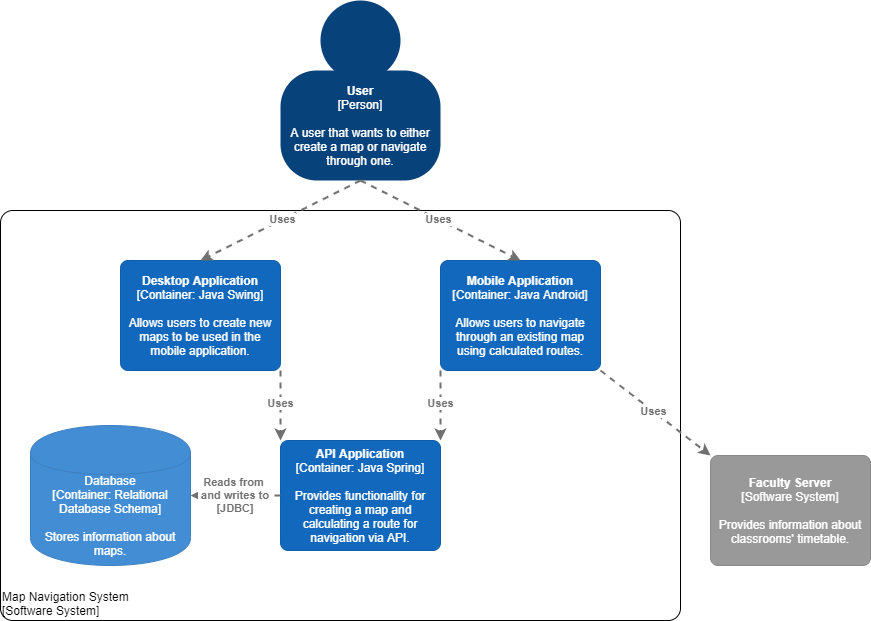 User
[Person]
A user that wants to either
create a map or navigate
through one.
Uses
Uses
Desktop Application
[Container: Java Swing]
Allows users to create new
maps to be used in the
mobile application.
Mobile Application
[Container: Java Android]
Allows users to navigate
through an existing map
using calculated routes.
Uses
Uses
Uses
Database
[Container: Relational
Database Schema]
Stores information about
maps.
Reads from
and writes to
[JDBC]
API Application
[Container: Java Spring]
Provides functionality for
creating a map and
calculating a route for
navigation via API.
Faculty Server
[Software System]
Provides information about
classrooms' timetable.
Map Navigation System
[Software System]